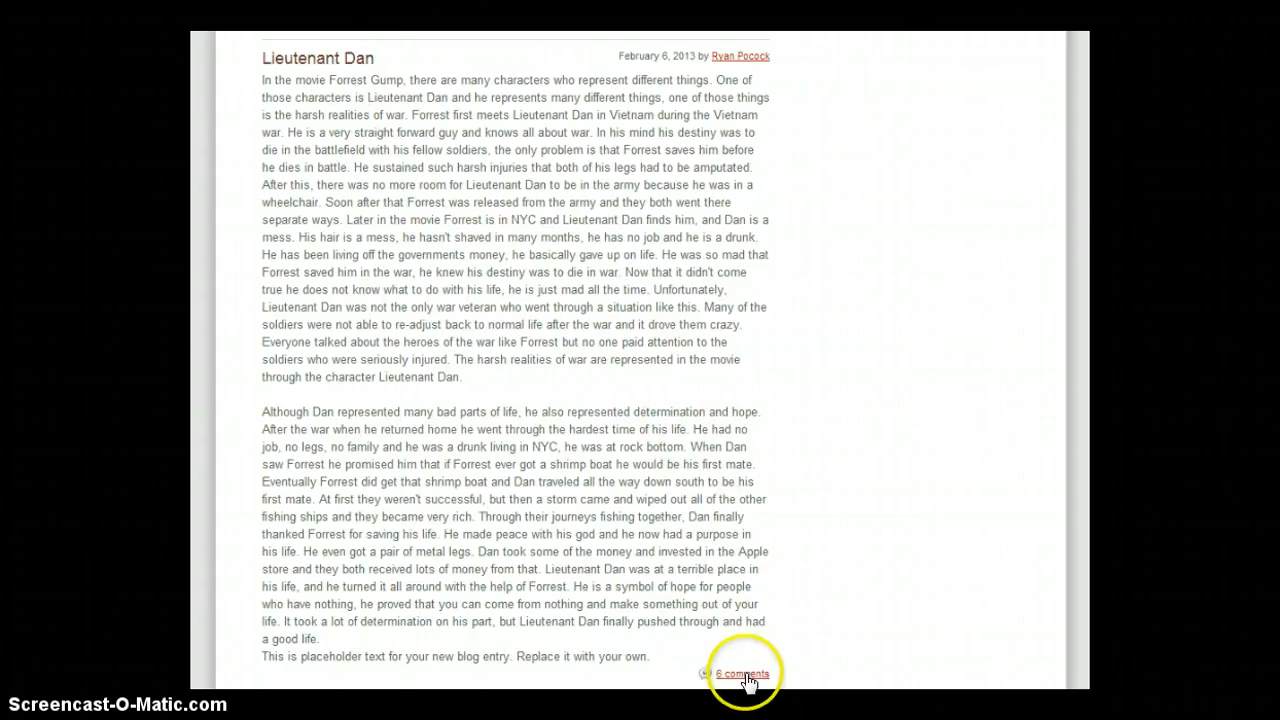 Lieutenant Dan
February 6, 2013 by Ryan Pocock
In the movie Forrest Gump, there are many characters who represent different things. One of
those characters is Lieutenant Dan and he represents many different things, one of those things
is the harsh realities of war. Forrest first meets Lieutenant Dan in Vietnam during the Vietnam
war. He is a very straight forward guy and knows all about war. In his mind his destiny was to
die in the battlefield with his fellow soldiers, the only problem is that Forrest saves him before
he dies in battle. He sustained such harsh injuries that both of his legs had to be amputated.
After this, there was no more room for Lieutenant Dan to be in the army because he was in a
wheelchair. Soon after that Forrest was released from the army and they both went there
separate ways. Later in the movie Forrest is in NYC and Lieutenant Dan finds him, and Dan is a
mess. His hair is a mess, he hasn't shaved in many months, he has no job and he is a drunk.
He has been living off the governments money, he basically gave up on life. He was so mad that
Forrest saved him in the war, he knew his destiny was to die in war. Now that it didn't come
true he does not know what to do with his life, he is just mad all the time. Unfortunately,
Lieutenant Dan was not the only war veteran who went through a situation like this. Many of the
soldiers were not able to re-adjust back to normal life after the war and it drove them crazy.
Everyone talked about the heroes of the war like Forrest but no one paid attention to the
soldiers who were seriously injured. The harsh realities of war are represented in the movie
through the character Lieutenant Dan.
Although Dan represented many bad parts of life, he also represented determination and hope.
After the war when he returned home he went through the hardest time of his life. He had no
job, no legs, no family and he was a drunk living in NYC, he was at rock bottom. When Dan
saw Forrest he promised him that if Forrest ever got a shrimp boat he would be his first mate.
Eventually Forrest did get that shrimp boat and Dan traveled all the way down south to be his
first mate. At first they weren't successful, but then a storm came and wiped out all of the other
fishing ships and they became very rich. Through their journeys fishing together, Dan finally
thanked Forrest for saving his life. He made peace with his god and he now had a purpose in
his life. He even got a pair of metal legs. Dan took some of the money and invested in the Apple
store and they both received lots of money from that. Lieutenant Dan was at a terrible place in
his life, and he turned it all around with the help of Forrest. He is a symbol of hope for people
who have nothing, he proved that you can come from nothing and make something out of your
life. It took a lot of determination on his part, but Lieutenant Dan finally pushed through and had
a good life.
This is placeholder text for your new blog entry. Replace it with your own.
6 comments
Screencast-O-Matic.com